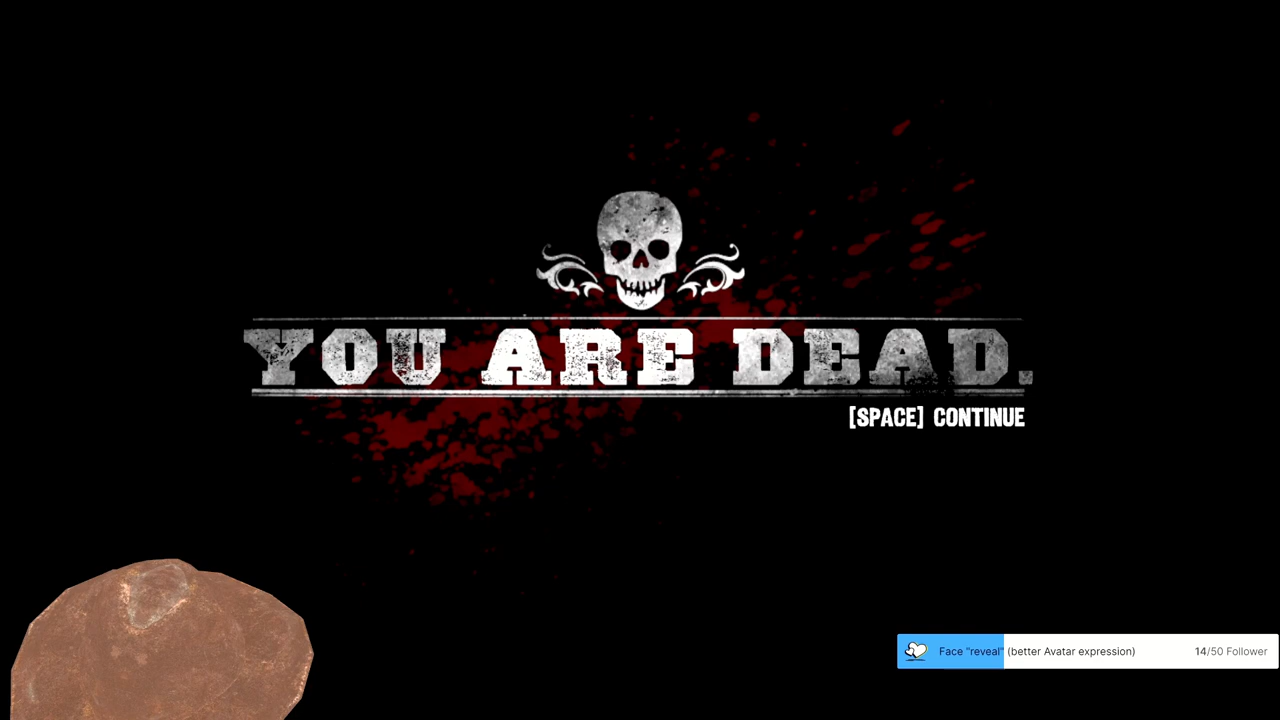 YOU ARE DEAD.
[SPACE] CONTINUE
Face "reveal" (better Avatar expression) 14/50 Follower